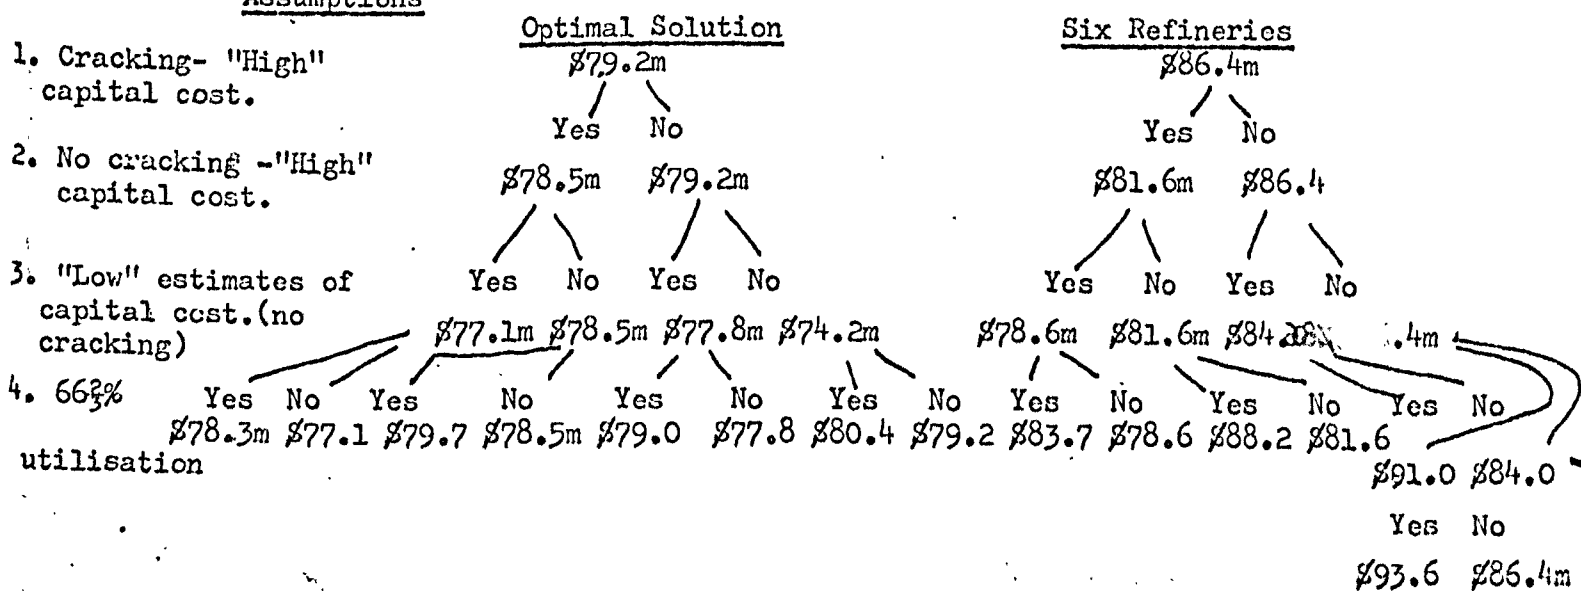 Assumptions
Optimal Solution Six Refineries
1. Cracking- "High" capital cost.
$79.2m $86.4m
Yes No Yes No
2. No cracking -"High" capital cost.
$78.5m $79.2m $81.6m $86.4
Yes No Yes No Yes No Yes No
3. "Low" estimates of capital cost.(no cracking)
$77.1m $78.5m $77.8m $74.2m $78.6m $81.6m .4m
4. 66⅔% Yes No Yes No Yes No Yes No Yes No Yes No Yes No
$78.3m $77.1 $79.7 $78.5m $79.0 $77.8 $80.4 $79.2 $83.7 $78.6 $88.2 $81.6
utilisation
$91.0 $84.0
Yes No
$93.6 $86.4m